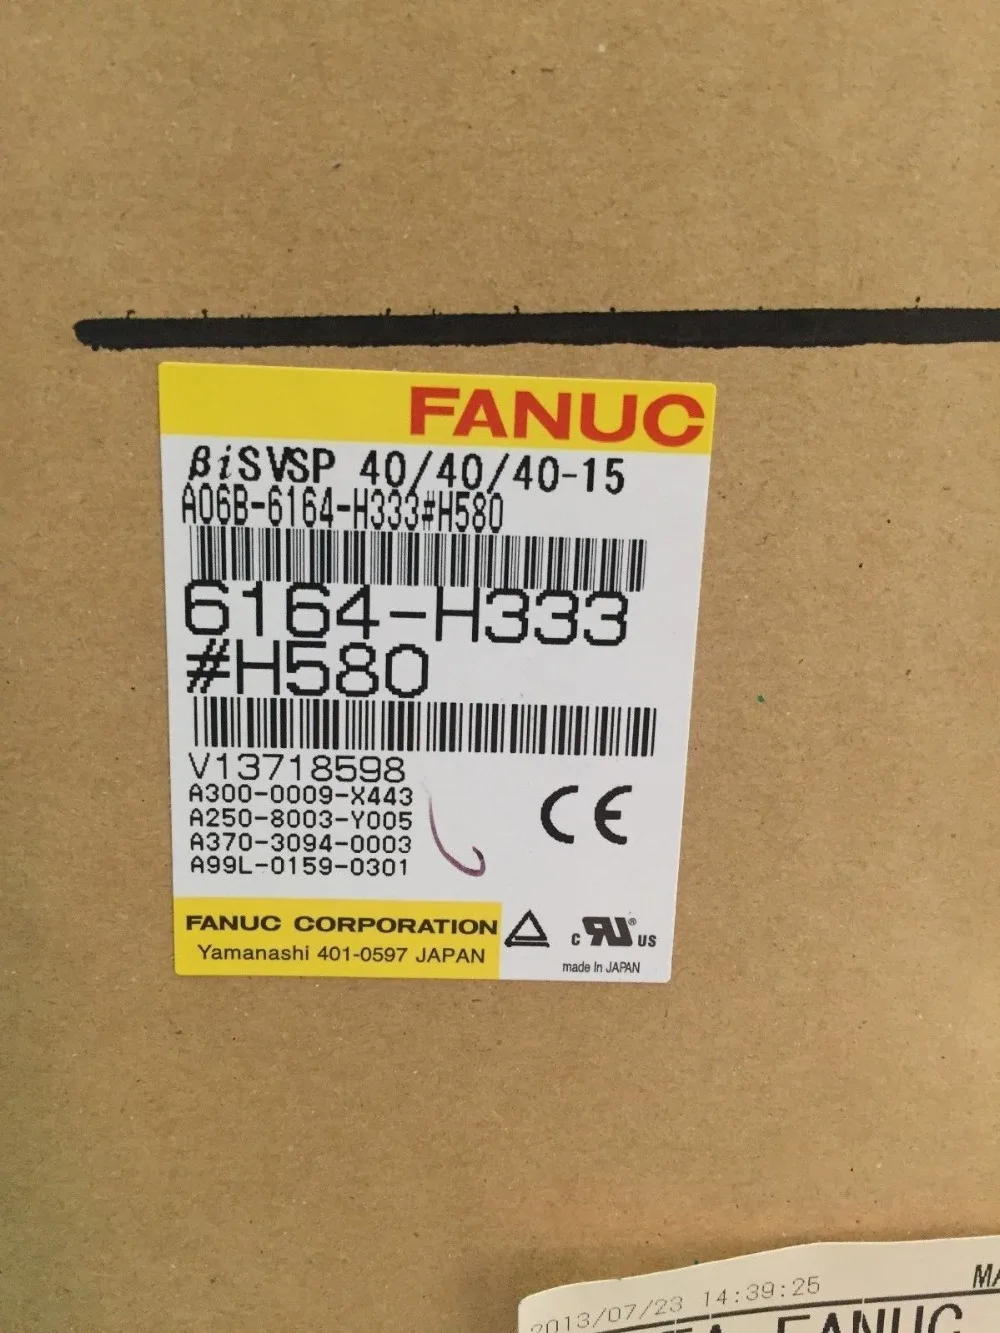 FANUC
βiSVSP 40/40/40-15
A06B-6164-H333#H580
6164-H333
#H580
V13718598
A300-0009-X443
A250-8003-Y005
A370-3094-0003
A99L-0159-0301
CE
FANUC CORPORATION
Yamanashi 401-0597 JAPAN
c RU® US
made In JAPAN
2013/07/23 14:39:25
FANUC